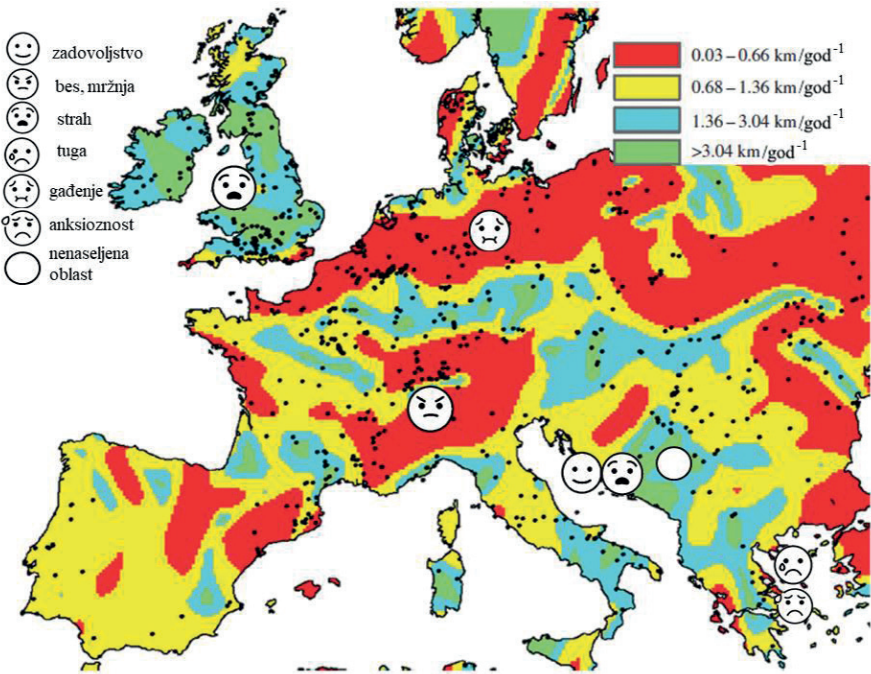 zadovoljstvo
bes, mržnja
strah
tuga
gađenje
anksioznost
nenaseljena
oblast
0.03 – 0.66 km/god⁻¹
0.68 – 1.36 km/god⁻¹
1.36 – 3.04 km/god⁻¹
>3.04 km/god⁻¹